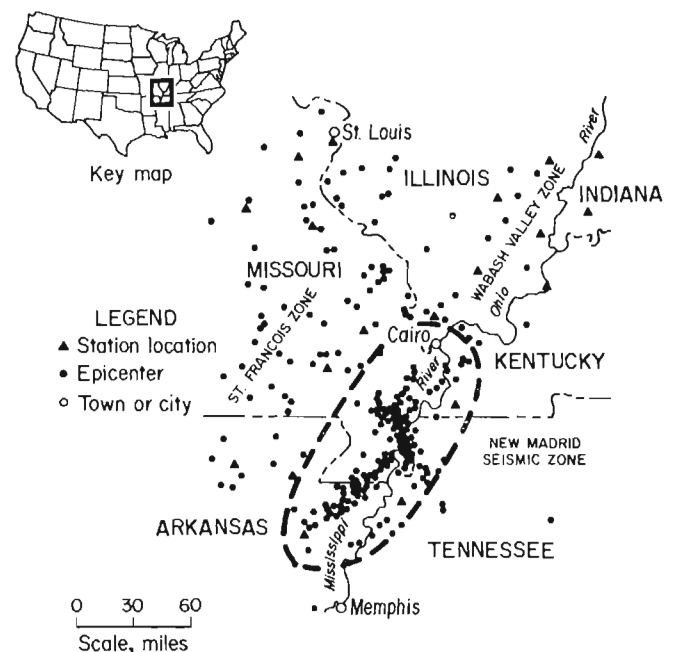 Key map
St. Louis
ILLINOIS
River
INDIANA
WABASH VALLEY ZONE
MISSOURI
Ohio
ST. FRANCOIS ZONE
LEGEND
Station location
Epicenter
Town or city
Cairo
River
KENTUCKY
NEW MADRID
SEISMIC ZONE
ARKANSAS
Mississippi
TENNESSEE
Memphis
0 30 60
Scale, miles